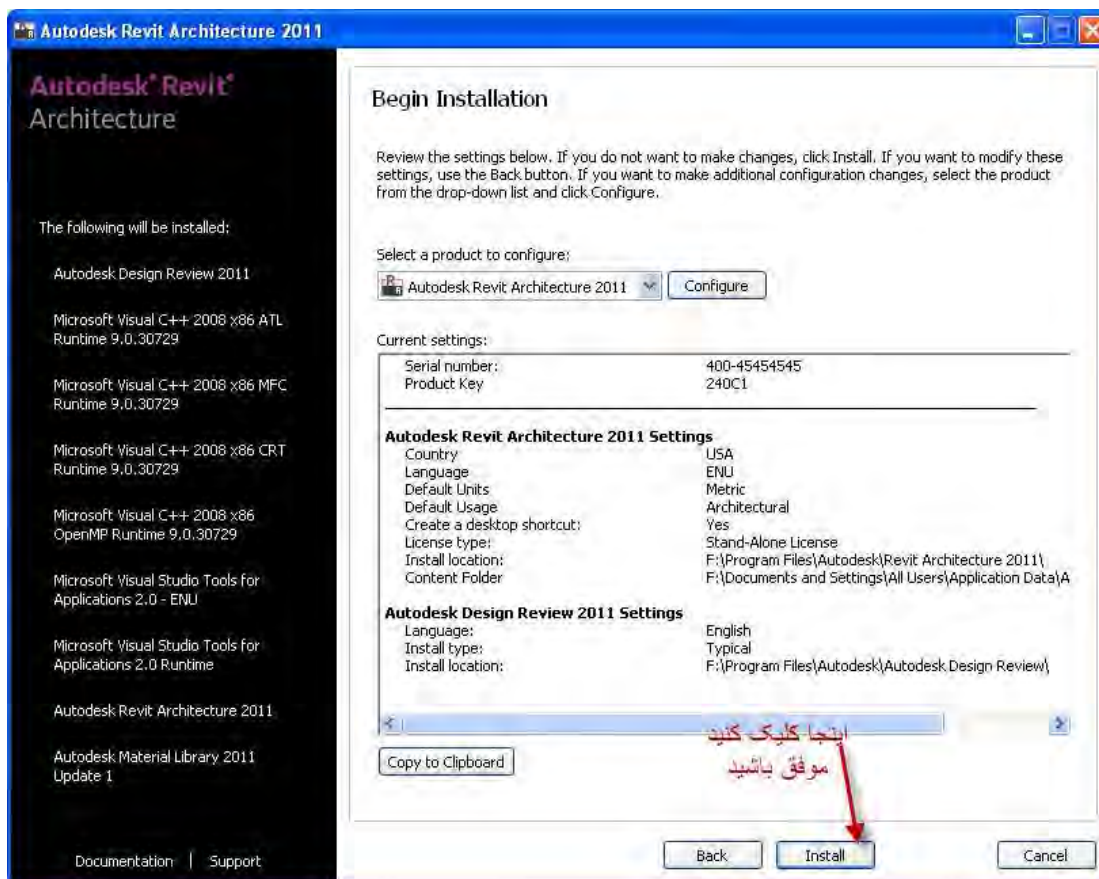 Autodesk Revit Architecture 2011
Autodesk® Revit®
Architecture
The following will be installed:
Autodesk Design Review 2011
Microsoft Visual C++ 2008 x86 ATL
Runtime 9.0.30729
Microsoft Visual C++ 2008 x86 MFC
Runtime 9.0.30729
Microsoft Visual C++ 2008 x86 CRT
Runtime 9.0.30729
Microsoft Visual C++ 2008 x86
OpenMP Runtime 9.0.30729
Microsoft Visual Studio Tools for
Applications 2.0 - ENU
Microsoft Visual Studio Tools for
Applications 2.0 Runtime
Autodesk Revit Architecture 2011
Autodesk Material Library 2011
Update 1
Documentation | Support
Begin Installation
Review the settings below. If you do not want to make changes, click Install. If you want to modify these
settings, use the Back button. If you want to make additional configuration changes, select the product
from the drop-down list and click Configure.
Select a product to configure:
Autodesk Revit Architecture 2011 Configure
Current settings:
Serial number: 400-45454545
Product Key 240C1
Autodesk Revit Architecture 2011 Settings
Country USA
Language ENU
Default Units Metric
Default Usage Architectural
Create a desktop shortcut: Yes
License type: Stand-Alone License
Install location: F:\Program Files\Autodesk\Revit Architecture 2011\
Content Folder F:\Documents and Settings\All Users\Application Data\A
Autodesk Design Review 2011 Settings
Language: English
Install type: Typical
Install location: F:\Program Files\Autodesk\Autodesk Design Review\
اینجا کلیک کنید
موفق باشید
Copy to Clipboard
Back Install Cancel